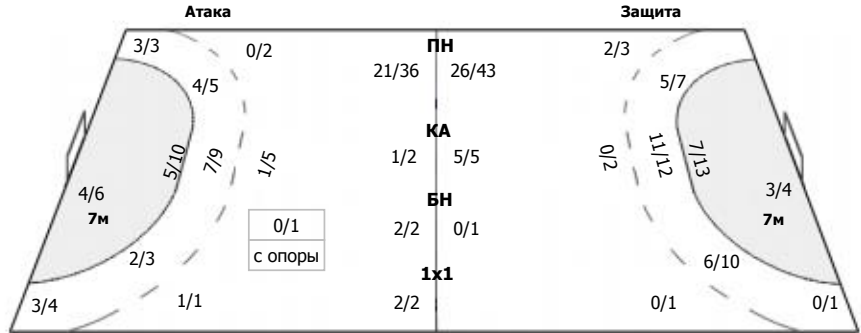 Атака Защита
3/3 0/2 ПН 2/3
21/36 26/43
4/5 5/7
КА
5/10 7/9 1/5 1/2 5/5 0/2 11/12 7/13
4/6 3/4
7м БН 7м
0/1 2/2 0/1
с опоры
2/3 6/10
1x1
3/4 1/1 2/2 0/1 0/1